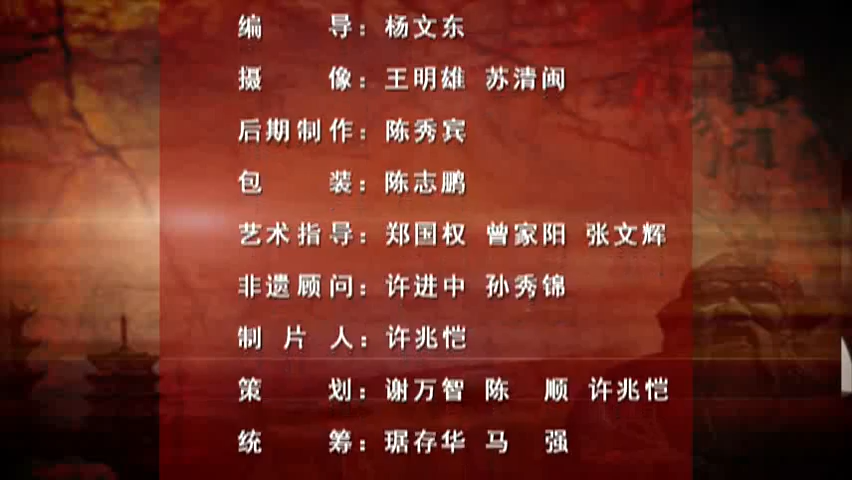 编导：杨文东
摄像：王明雄 苏清闽
后期制作：陈秀宾
包装：陈志鹏
艺术指导：郑国权 曾家阳 张文辉
非遗顾问：许进中 孙秀锦
制片人：许兆恺
策划：谢万智 陈顺 许兆恺
统筹：琚存华 马强